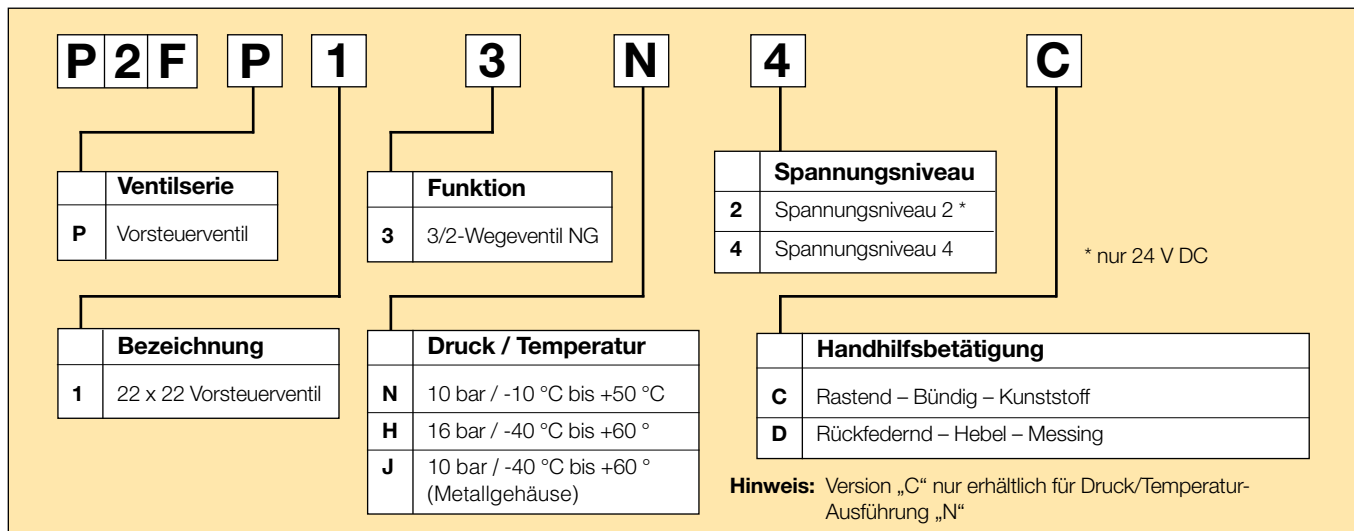 P2F P 1 3 N 4 C
Ventilserie
P Vorsteuerventil
Funktion
3 3/2-Wegeventil NG
Spannungsniveau
2 Spannungsniveau 2 *
4 Spannungsniveau 4
* nur 24 V DC
Bezeichnung
1 22 x 22 Vorsteuerventil
Druck / Temperatur
N 10 bar / -10 °C bis +50 °C
H 16 bar / -40 °C bis +60 °
J 10 bar / -40 °C bis +60 °
(Metallgehäuse)
Handhilfsbetätigung
C Rastend – Bündig – Kunststoff
D Rückfedernd – Hebel – Messing
Hinweis: Version „C“ nur erhältlich für Druck/Temperatur-
Ausführung „N“